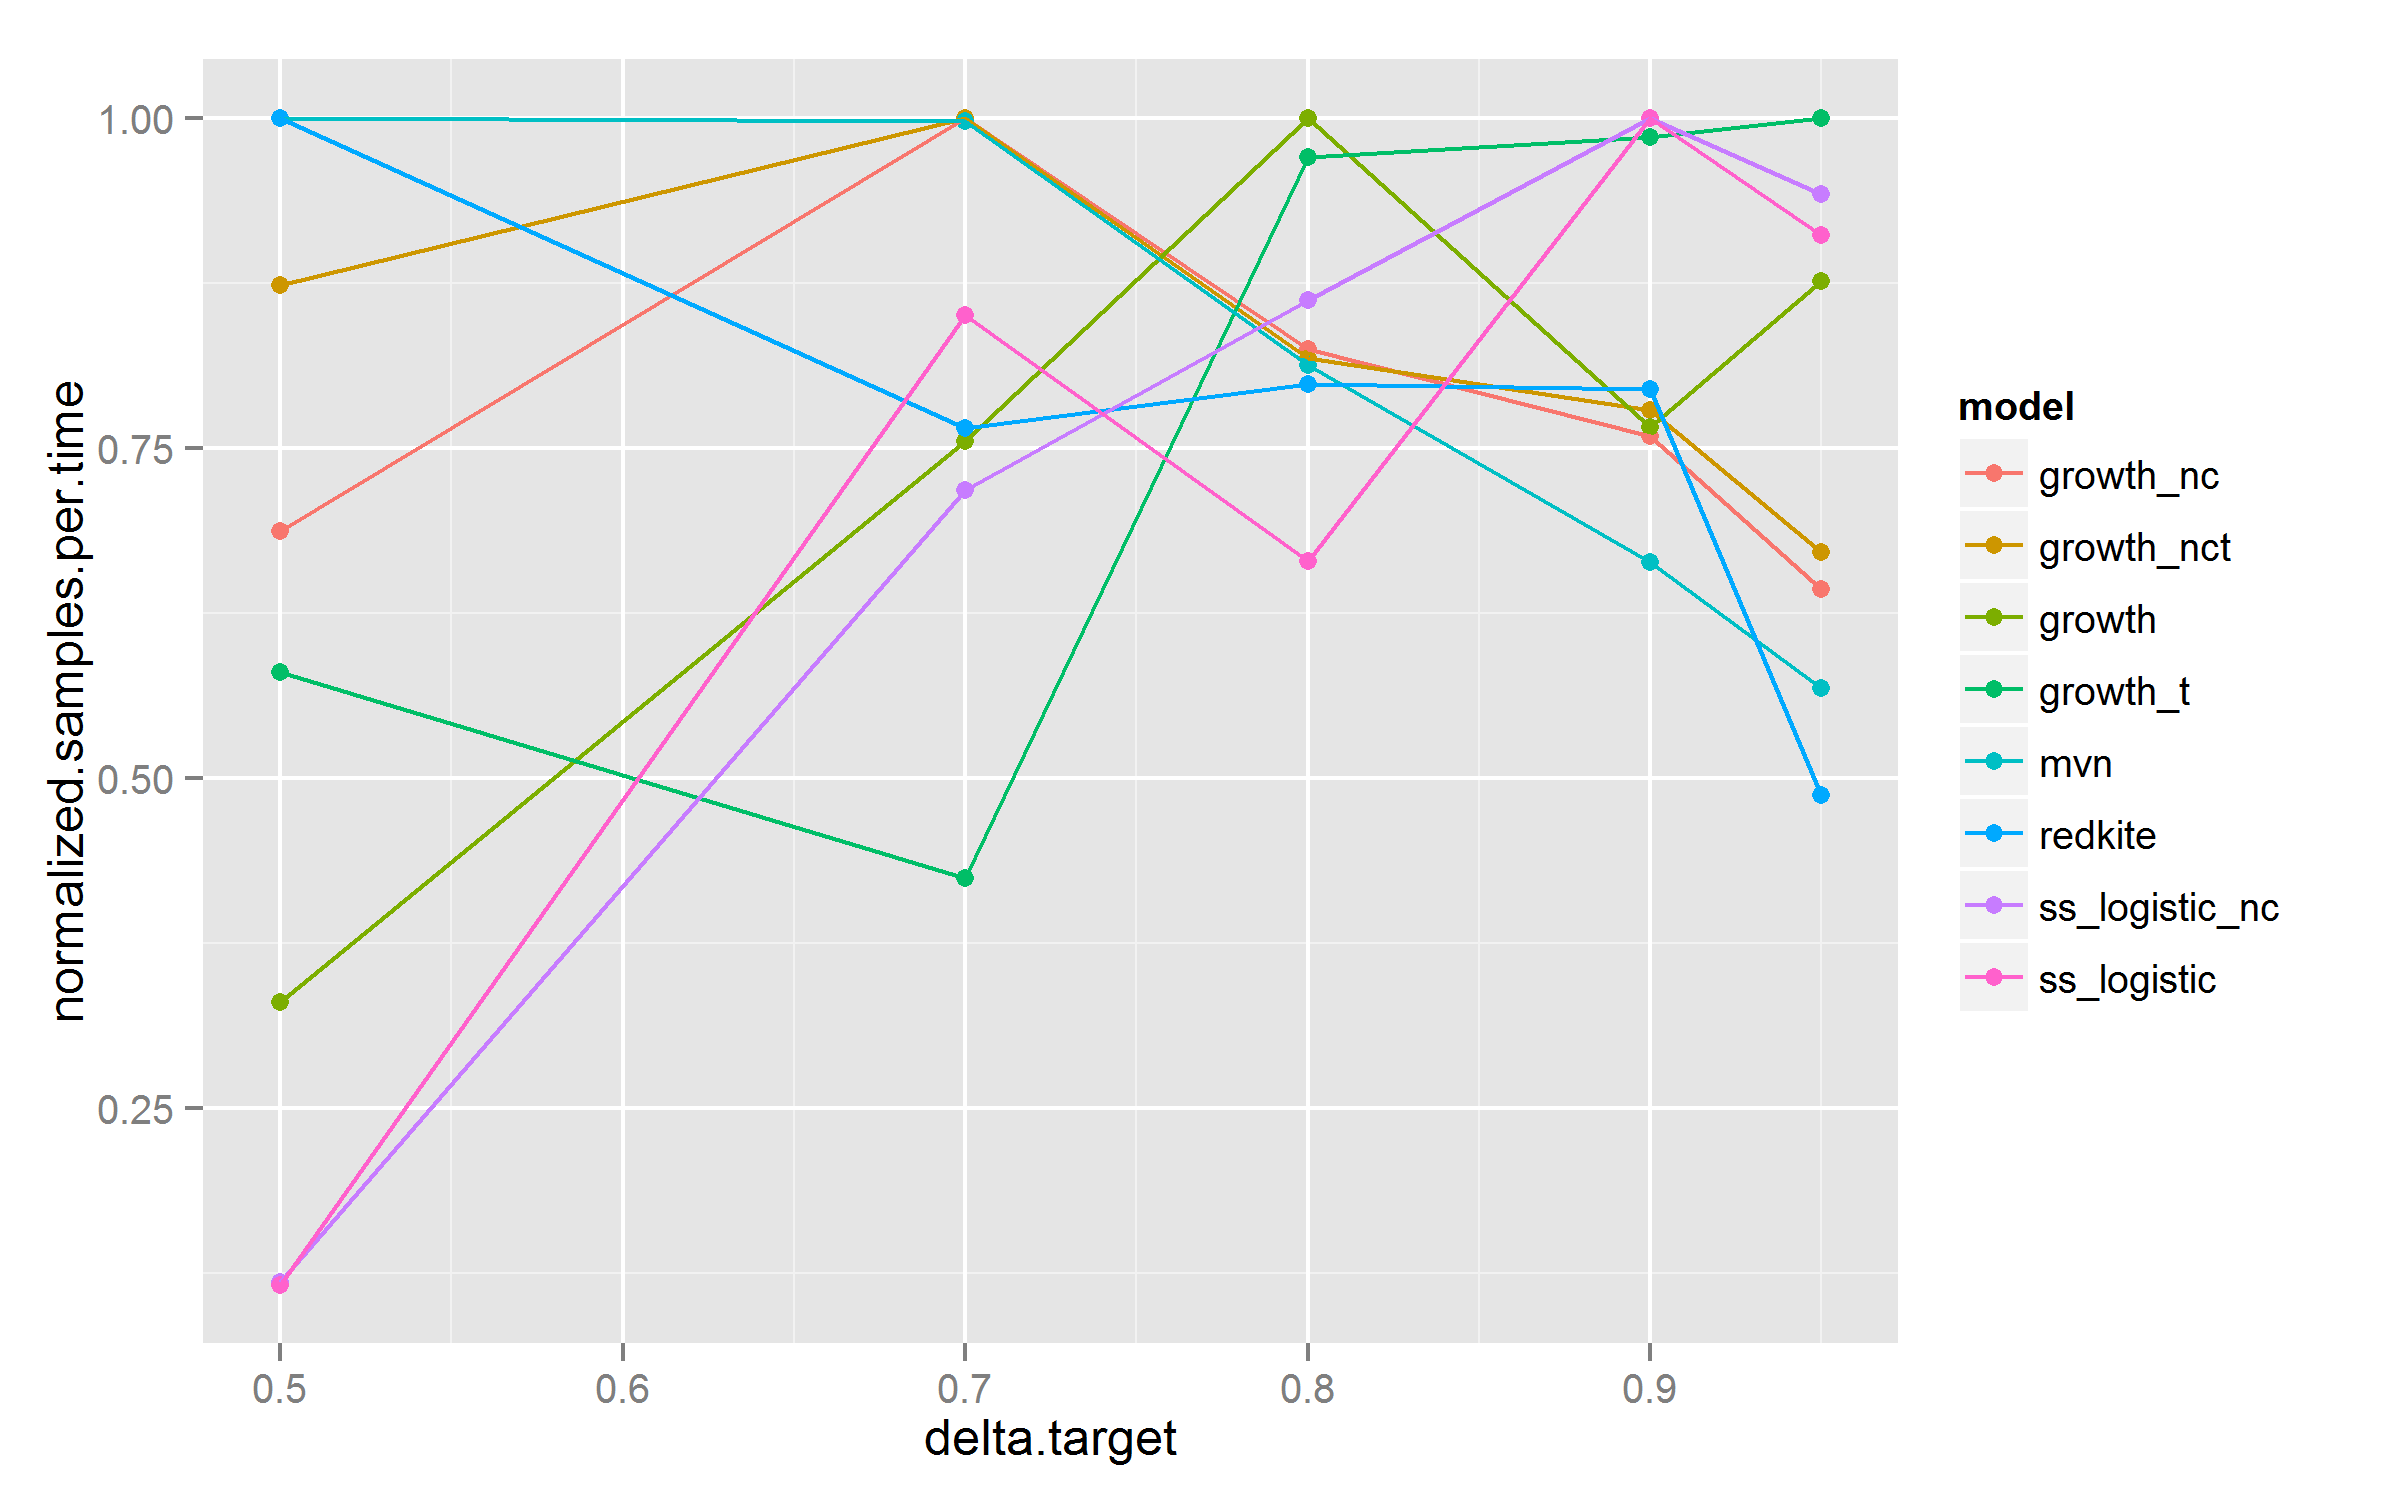 normalized.samples.per.time
1.00
0.75
0.50
0.25
0.5 0.6 0.7 0.8 0.9
delta.target
model
growth_nc
growth_nct
growth
growth_t
mvn
redkite
ss_logistic_nc
ss_logistic